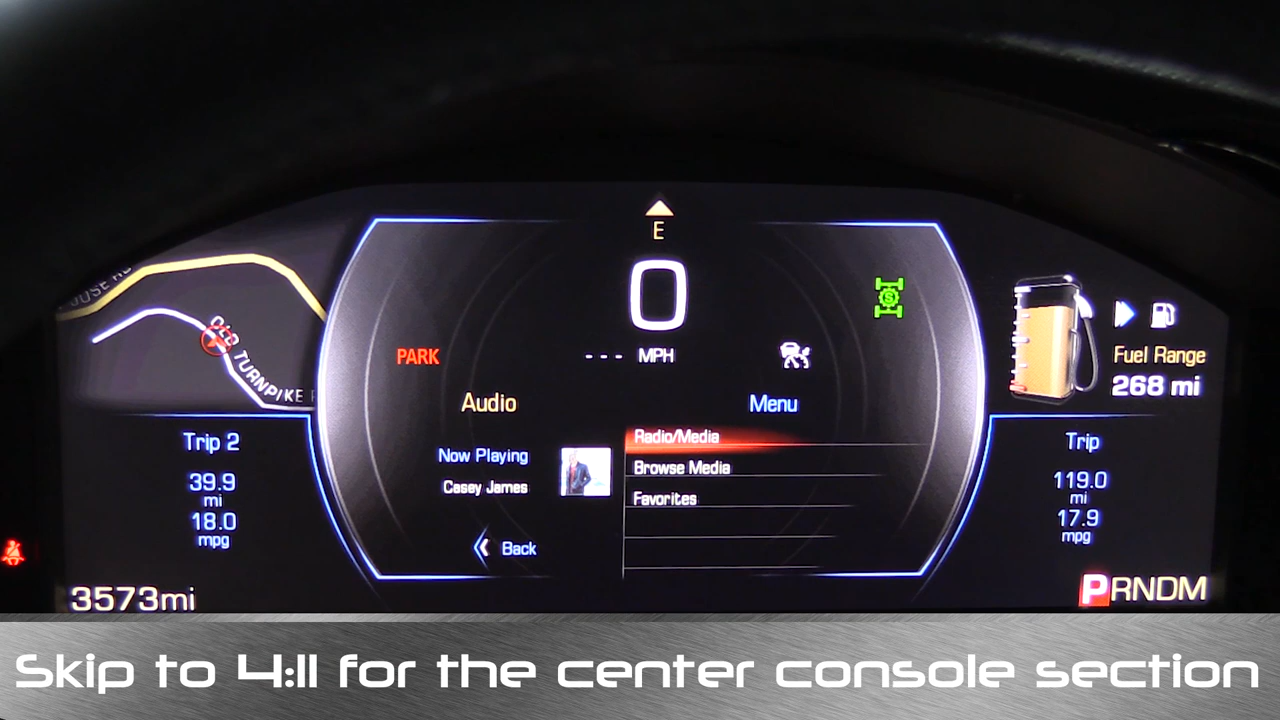 E
0
OLD TURNPIKE
PARK
--- MPH
Fuel Range
268 mi
Audio
Menu
Trip 2
39.9
mi
18.0
mpg
Now Playing
Casey James
Back
Radio/Media
Browse Media
Favorites
Trip
119.0
mi
17.9
mpg
3573mi
PRNDM
Skip to 4:11 for the center console section